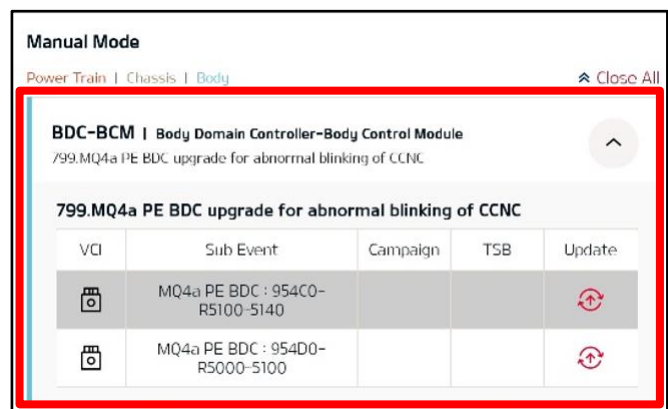 Manual Mode
Power Train | Chassis | Body
Close All
BDC-BCM | Body Domain Controller-Body Control Module
799.MQ4a PE BDC upgrade for abnormal blinking of CCNC
799.MQ4a PE BDC upgrade for abnormal blinking of CCNC
VCI Sub Event Campaign TSB Update
MQ4a PE BDC : 954C0-
R5100-5140
MQ4a PE BDC : 954D0-
R5000-5100